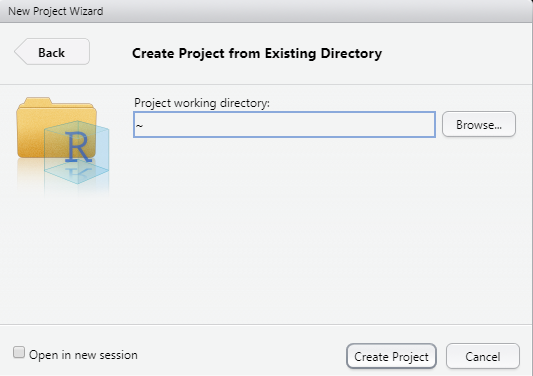 New Project Wizard
Back
Create Project from Existing Directory
Project working directory:
~
Browse...
R
Open in new session
Create Project
Cancel